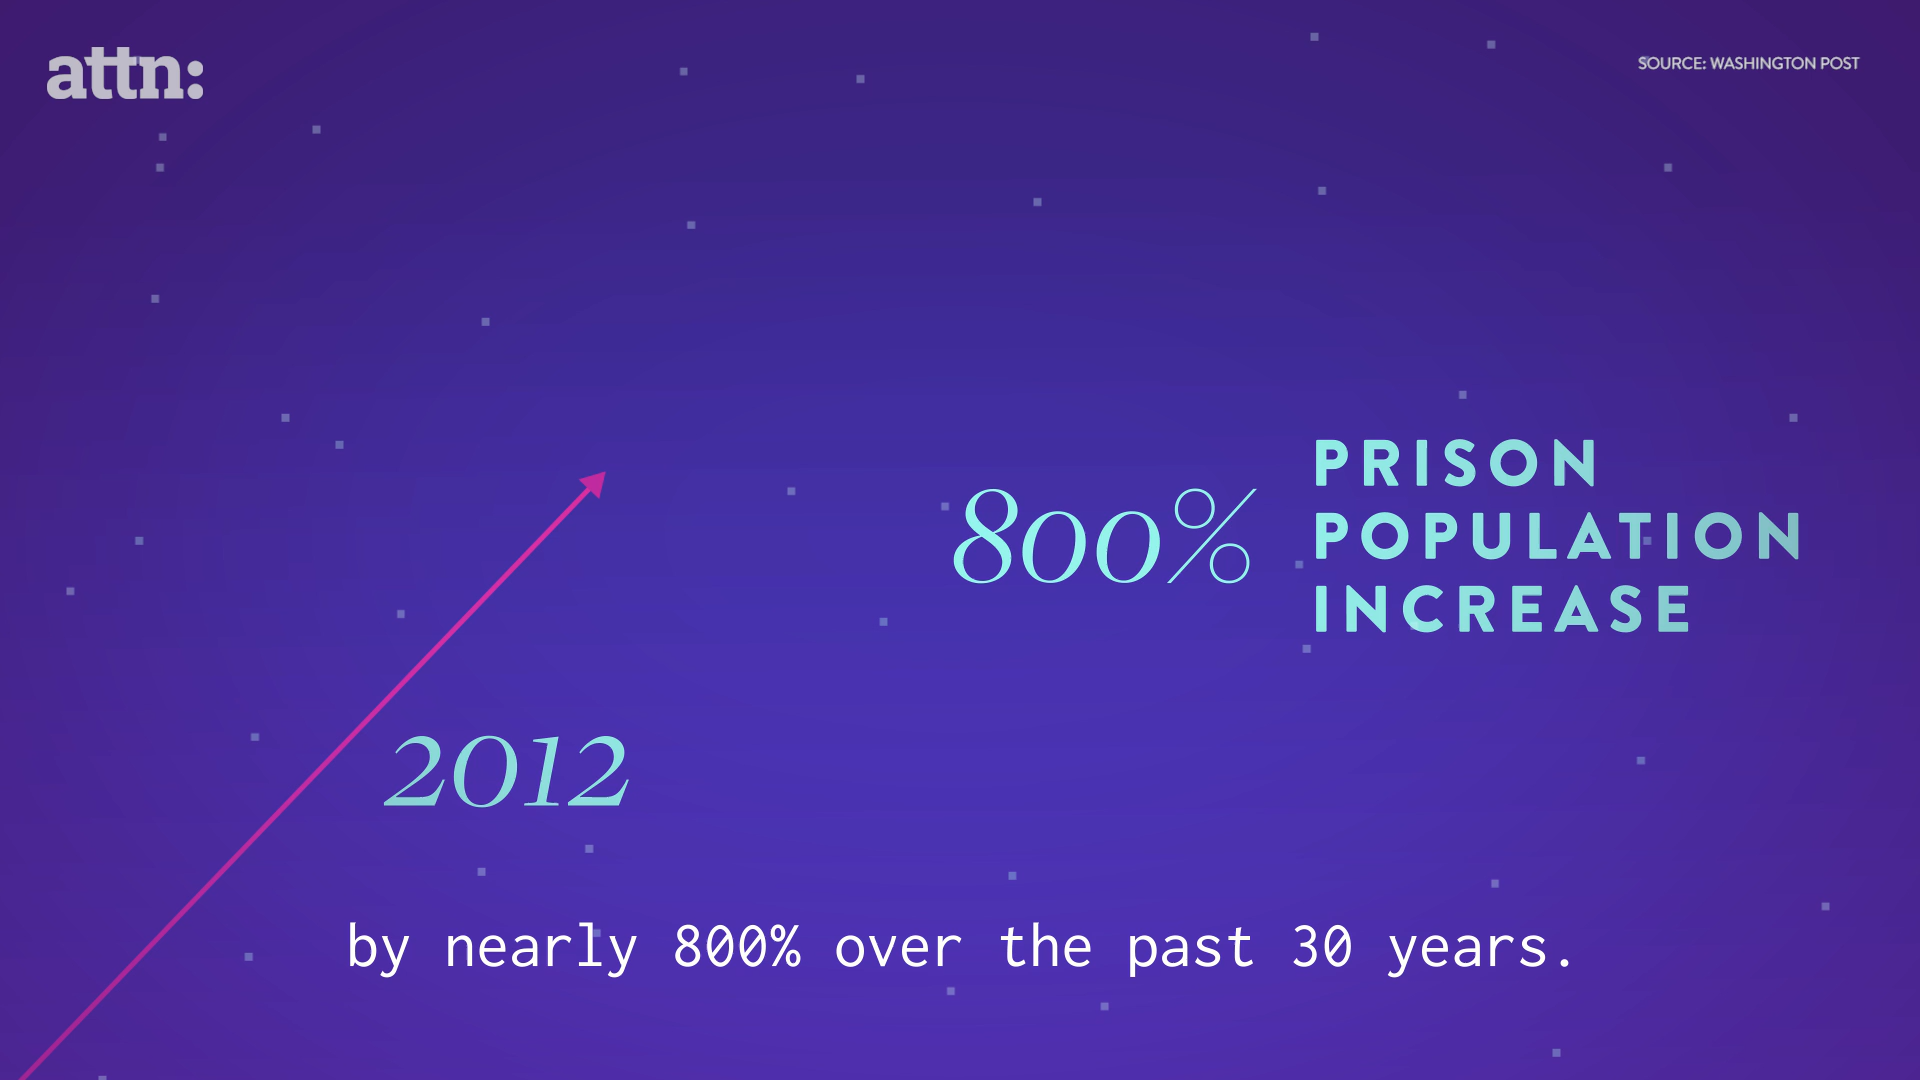 attn:
SOURCE: WASHINGTON POST
800%
PRISON
POPULATION
INCREASE
2012
by nearly 800% over the past 30 years.